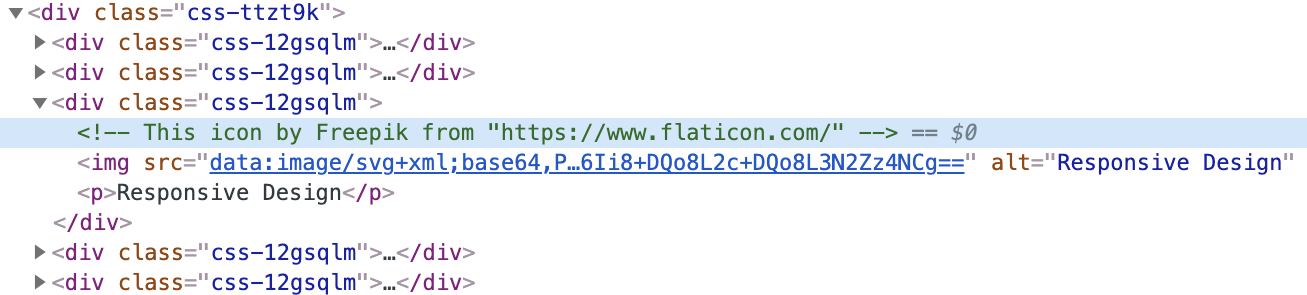 ▼<div class="css-ttzt9k">
▶<div class="css-12gsqlm">…</div>
▶<div class="css-12gsqlm">…</div>
▼<div class="css-12gsqlm">
<!-- This icon by Freepik from "https://www.flaticon.com/" --> == $0
<img src="data:image/svg+xml;base64,P…6Ii8+DQo8L2c+DQo8L3N2Zz4NCg==" alt="Responsive Design"
<p>Responsive Design</p>
</div>
▶<div class="css-12gsqlm">…</div>
▶<div class="css-12gsqlm">…</div>